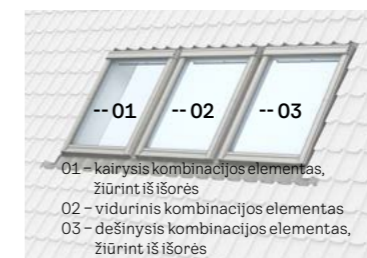 -- 01 -- 02 -- 03
01 – kairysis kombinacijos elementas,
žiūrint iš išorės
02 – vidurinis kombinacijos elementas
03 – dešinysis kombinacijos elementas,
žiūrint iš išorės